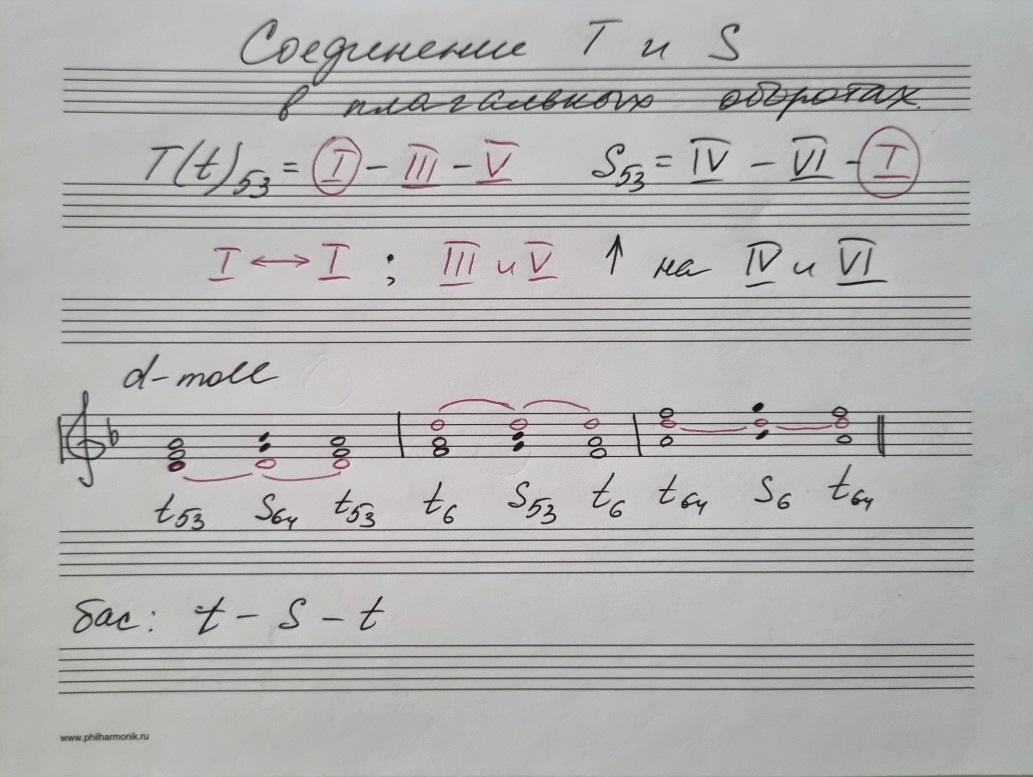 Соединение T и S
в плагальных оборотах.
T(t)53 = I - III - V S53 = IV - VI - I
I ↔ I ; III и V ↑ на IV и VI
d-moll
t53 S64 t53 t6 S53 t6 t64 S6 t64
бас: t - S - t
www.philharmonik.ru